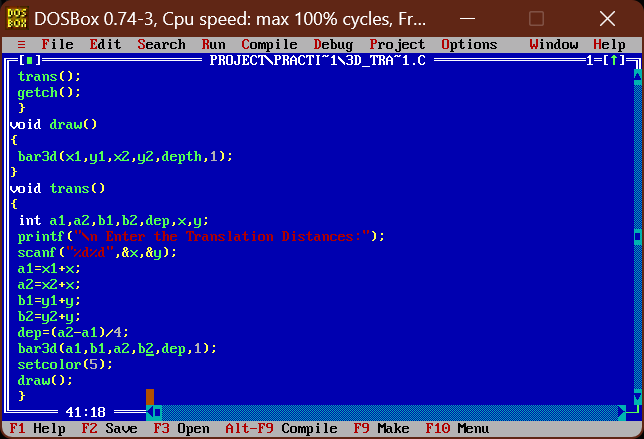 DOS BOX DOSBox 0.74-3, Cpu speed: max 100% cycles, Fr...
≡ File Edit Search Run Compile Debug Project Options Window Help
[■] PROJECT\PRACTI~1\3D_TRA~1.C 1=[↑]
trans();
getch();
}
void draw()
{
bar3d(x1,y1,x2,y2,depth,1);
}
void trans()
{
int a1,a2,b1,b2,dep,x,y;
printf("\n Enter the Translation Distances:");
scanf("%d%d",&x,&y);
a1=x1+x;
a2=x2+x;
b1=y1+y;
b2=y2+y;
dep=(a2-a1)/4;
bar3d(a1,b1,a2,b2,dep,1);
setcolor(5);
draw();
}
41:18
F1 Help F2 Save F3 Open Alt-F9 Compile F9 Make F10 Menu